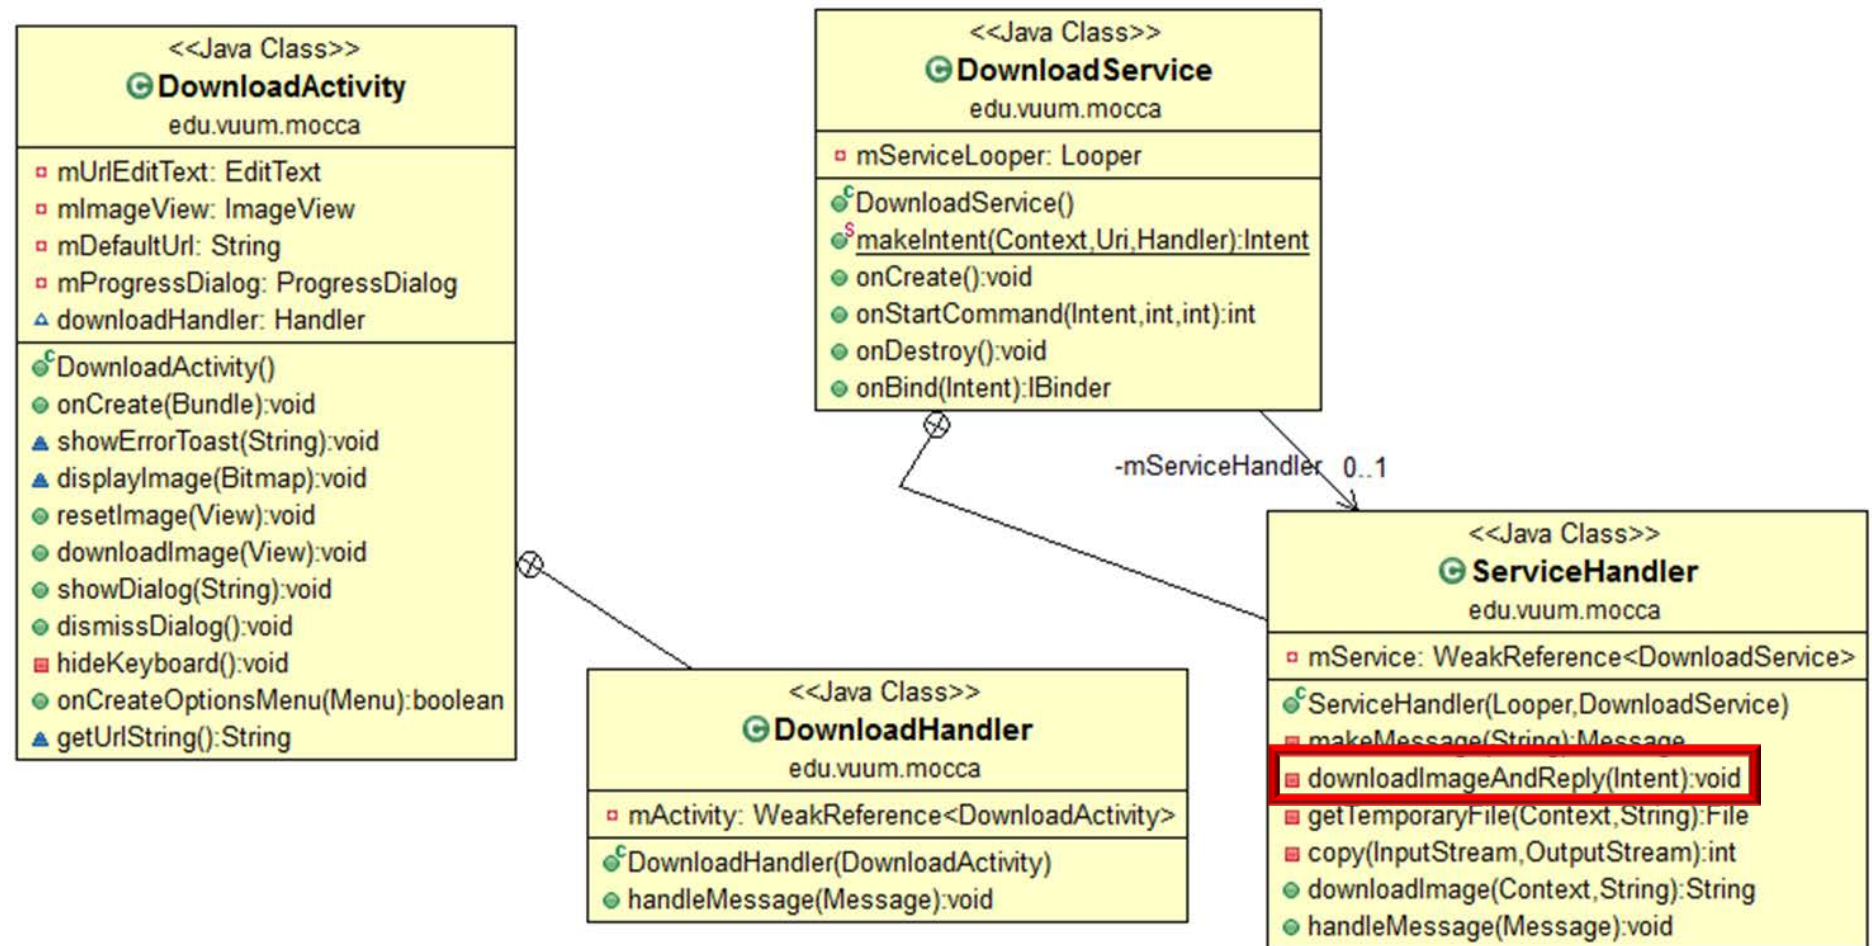 <<Java Class>>
DownloadActivity
edu.vuum.mocca
mUrlEditText: EditText
mImageView: ImageView
mDefaultUrl: String
mProgressDialog: ProgressDialog
downloadHandler: Handler
DownloadActivity()
onCreate(Bundle):void
showErrorToast(String):void
displayImage(Bitmap):void
resetImage(View):void
downloadImage(View):void
showDialog(String):void
dismissDialog():void
hideKeyboard():void
onCreateOptionsMenu(Menu):boolean
getUrlString():String
<<Java Class>>
DownloadService
edu.vuum.mocca
mServiceLooper: Looper
DownloadService()
makeIntent(Context,Uri,Handler):Intent
onCreate():void
onStartCommand(Intent,int,int):int
onDestroy():void
onBind(Intent):IBinder
-mServiceHandler 0..1
<<Java Class>>
DownloadHandler
edu.vuum.mocca
mActivity: WeakReference<DownloadActivity>
DownloadHandler(DownloadActivity)
handleMessage(Message):void
<<Java Class>>
ServiceHandler
edu.vuum.mocca
mService: WeakReference<DownloadService>
ServiceHandler(Looper,DownloadService)
makeMessage(String):Message
downloadImageAndReply(Intent):void
getTemporaryFile(Context,String):File
copy(InputStream,OutputStream):int
downloadImage(Context,String):String
handleMessage(Message):void